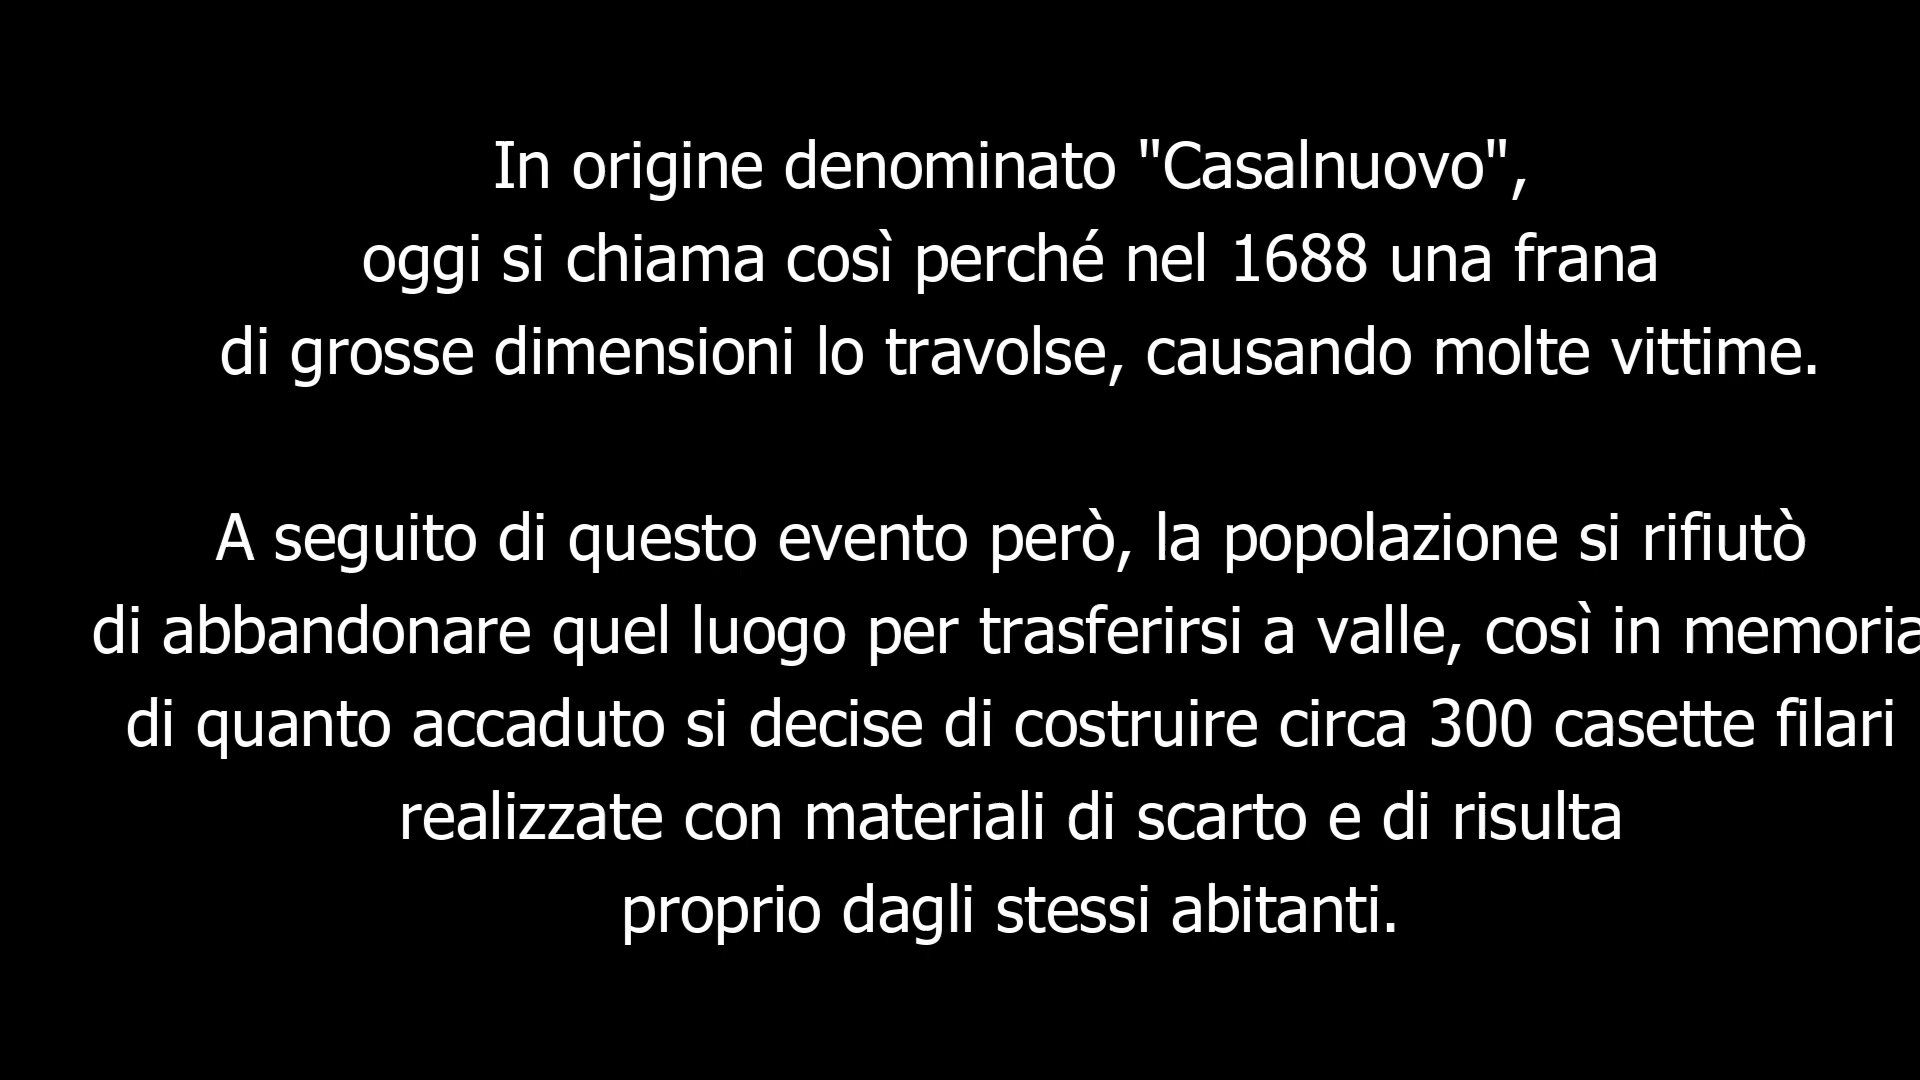 In origine denominato "Casalnuovo",
oggi si chiama così perché nel 1688 una frana
di grosse dimensioni lo travolse, causando molte vittime.
A seguito di questo evento però, la popolazione si rifiutò
di abbandonare quel luogo per trasferirsi a valle, così in memoria
di quanto accaduto si decise di costruire circa 300 casette filari
realizzate con materiali di scarto e di risulta
proprio dagli stessi abitanti.